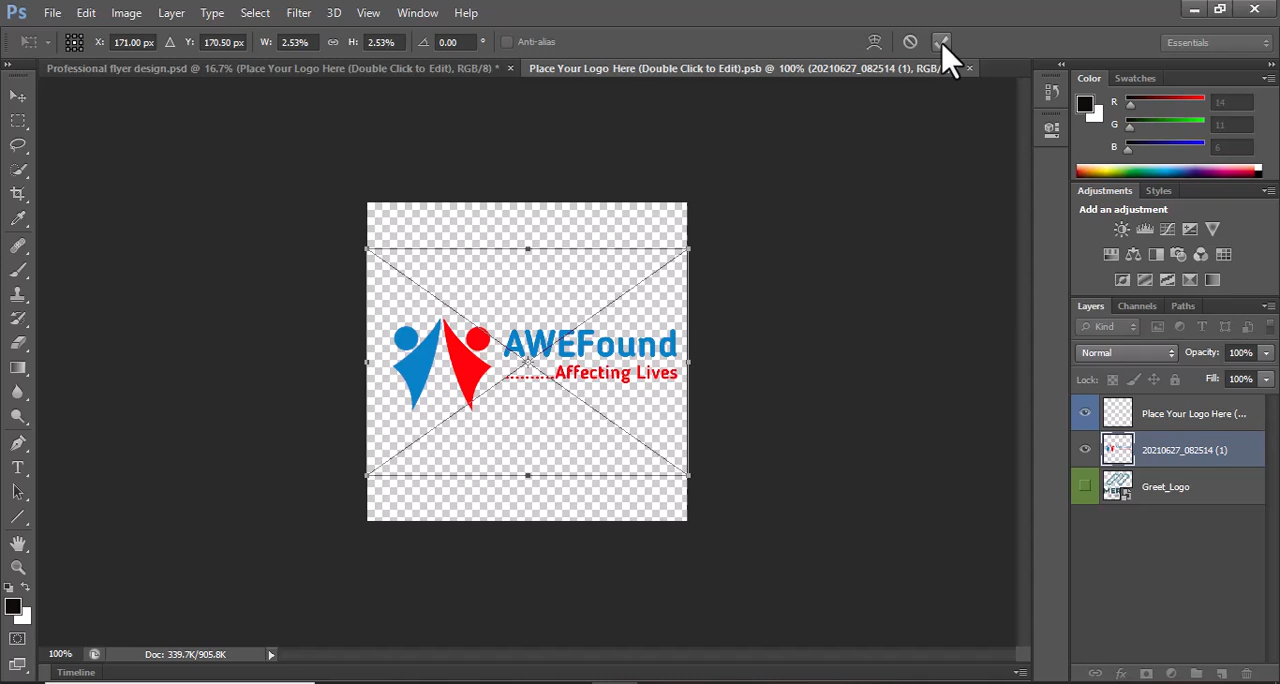 Ps File Edit Image Layer Type Select Filter 3D View Window Help
X: 171.00 px Y: 170.50 px W: 2.53% H: 2.53% 0.00 ° Anti-alias Essentials
Professional flyer design.psd @ 16.7% (Place Your Logo Here (Double Click to Edit), RGB/8) * × Place Your Logo Here (Double Click to Edit).psb @ 100% (20210627_082514 (1), RGB/ ×
Color Swatches
R 14
G 11
B 6
Adjustments Styles
Add an adjustment
Layers Channels Paths
Kind
Normal Opacity: 100%
Lock: Fill: 100%
Place Your Logo Here (...
20210627_082514 (1)
Greet_Logo
AWEFound
..........Affecting Lives
100% Doc: 339.7K/905.8K
Timeline